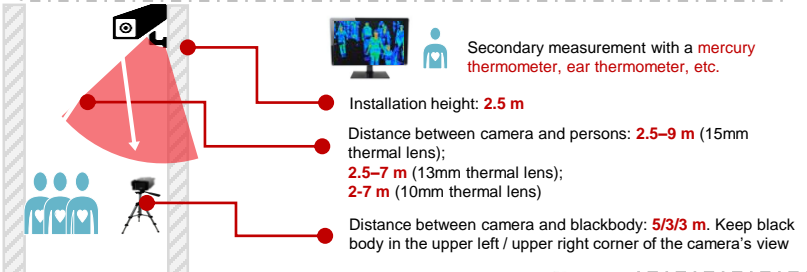 Secondary measurement with a mercury
thermometer, ear thermometer, etc.
Installation height: 2.5 m
Distance between camera and persons: 2.5–9 m (15mm
thermal lens);
2.5–7 m (13mm thermal lens);
2-7 m (10mm thermal lens)
Distance between camera and blackbody: 5/3/3 m. Keep black
body in the upper left / upper right corner of the camera's view